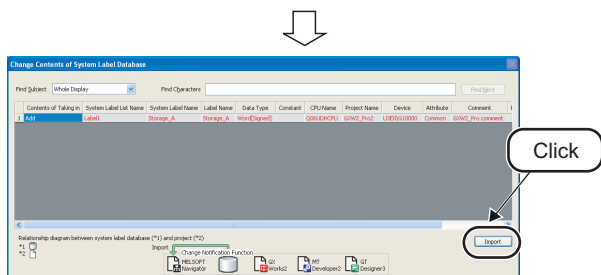 Change Contents of System Label Database
Find Subject Whole Display Find Characters Find Next
Contents of Taking in System Label List Name System Label Name Label Name Data Type Constant CPU Name Project Name Device Attribute Comment
1 Add Label1 Storage_A Storage_A Word[Signed] Q06UDHCPU GXW2_Pro2 U3E0\G10000 Common GXW2_Pro comment
Click
Relationship diagram between system label database (*1) and project (*2)
*1
*2
Import
Change Notification Function
MELSOFT Navigator
GX Works2
MT Developer2
GT Designer3
Import